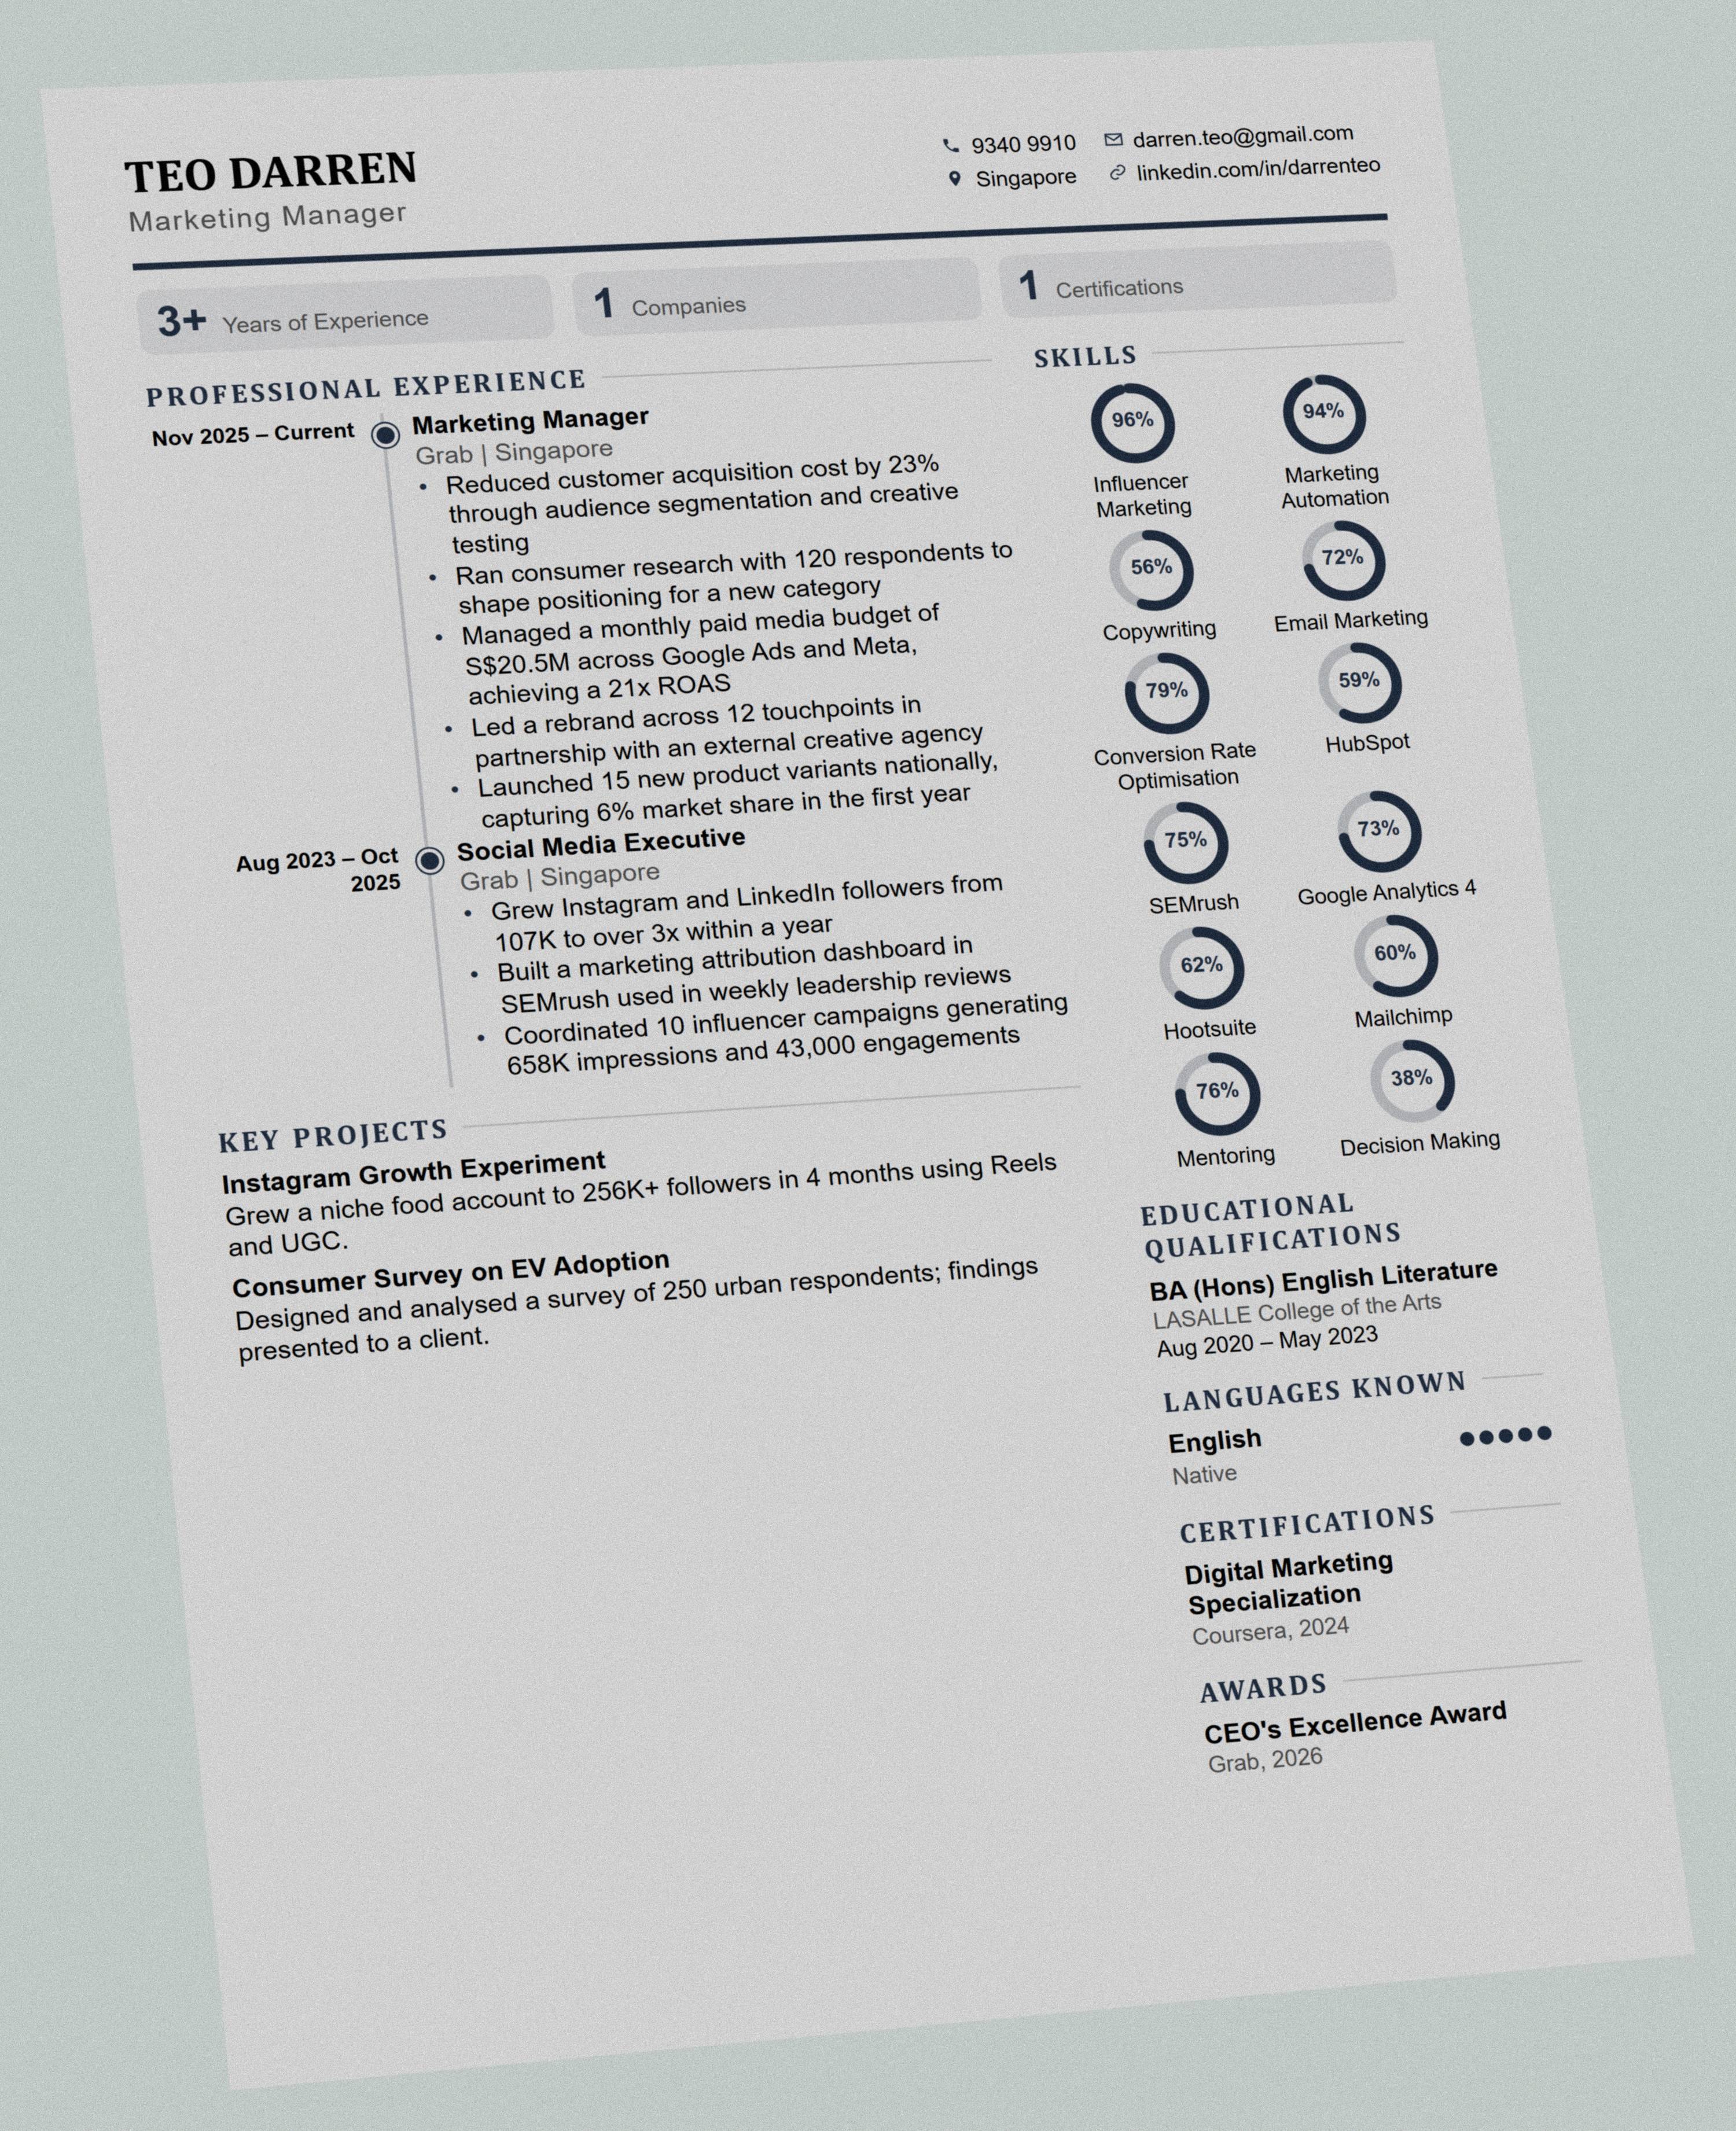 TEO DARREN
Marketing Manager
9340 9910
darren.teo@gmail.com
Singapore
linkedin.com/in/darrenteo
3+ Years of Experience
1 Companies
1 Certifications
PROFESSIONAL EXPERIENCE
Nov 2025 – Current
Marketing Manager
Grab | Singapore
• Reduced customer acquisition cost by 23%
through audience segmentation and creative
testing
• Ran consumer research with 120 respondents to
shape positioning for a new category
• Managed a monthly paid media budget of
S$20.5M across Google Ads and Meta,
achieving a 21x ROAS
• Led a rebrand across 12 touchpoints in
partnership with an external creative agency
• Launched 15 new product variants nationally,
capturing 6% market share in the first year
Aug 2023 – Oct
2025
Social Media Executive
Grab | Singapore
• Grew Instagram and LinkedIn followers from
107K to over 3x within a year
• Built a marketing attribution dashboard in
SEMrush used in weekly leadership reviews
• Coordinated 10 influencer campaigns generating
658K impressions and 43,000 engagements
KEY PROJECTS
Instagram Growth Experiment
Grew a niche food account to 256K+ followers in 4 months using Reels
and UGC.
Consumer Survey on EV Adoption
Designed and analysed a survey of 250 urban respondents; findings
presented to a client.
SKILLS
96%
Influencer
Marketing
94%
Marketing
Automation
56%
Copywriting
72%
Email Marketing
79%
Conversion Rate
Optimisation
59%
HubSpot
75%
SEMrush
73%
Google Analytics 4
62%
Hootsuite
60%
Mailchimp
76%
Mentoring
38%
Decision Making
EDUCATIONAL
QUALIFICATIONS
BA (Hons) English Literature
LASALLE College of the Arts
Aug 2020 – May 2023
LANGUAGES KNOWN
English
Native
CERTIFICATIONS
Digital Marketing
Specialization
Coursera, 2024
AWARDS
CEO's Excellence Award
Grab, 2026